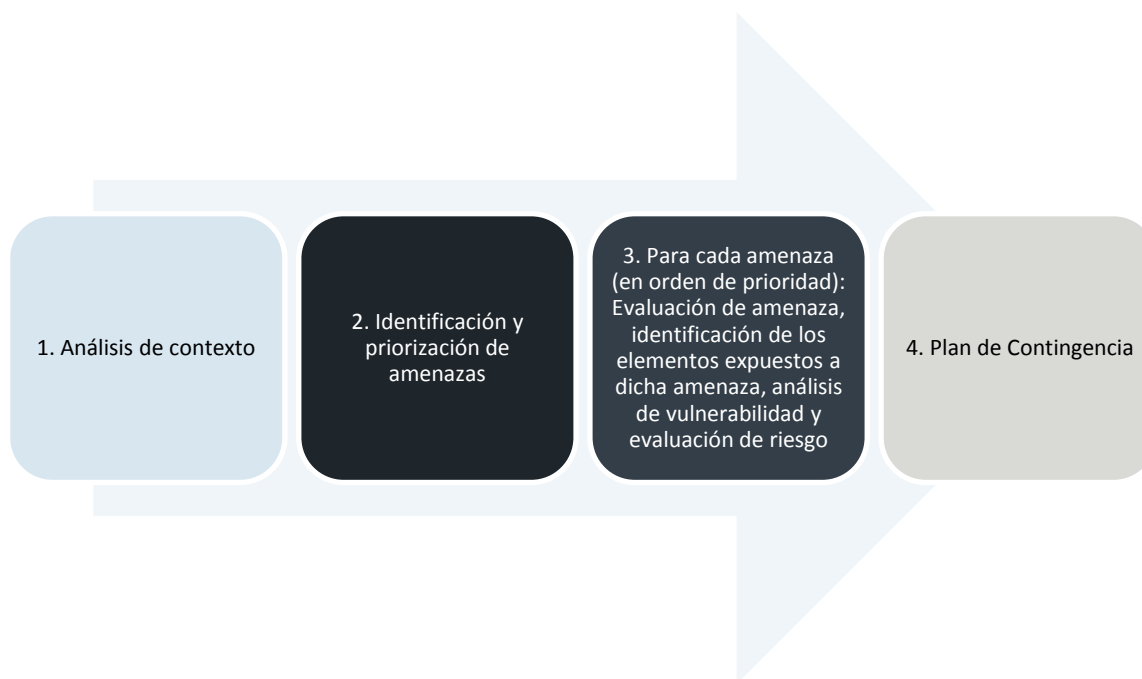 1. Análisis de contexto
2. Identificación y
priorización de
amenazas
3. Para cada amenaza
(en orden de prioridad):
Evaluación de amenaza,
identificación de los
elementos expuestos a
dicha amenaza, análisis
de vulnerabilidad y
evaluación de riesgo
4. Plan de Contingencia